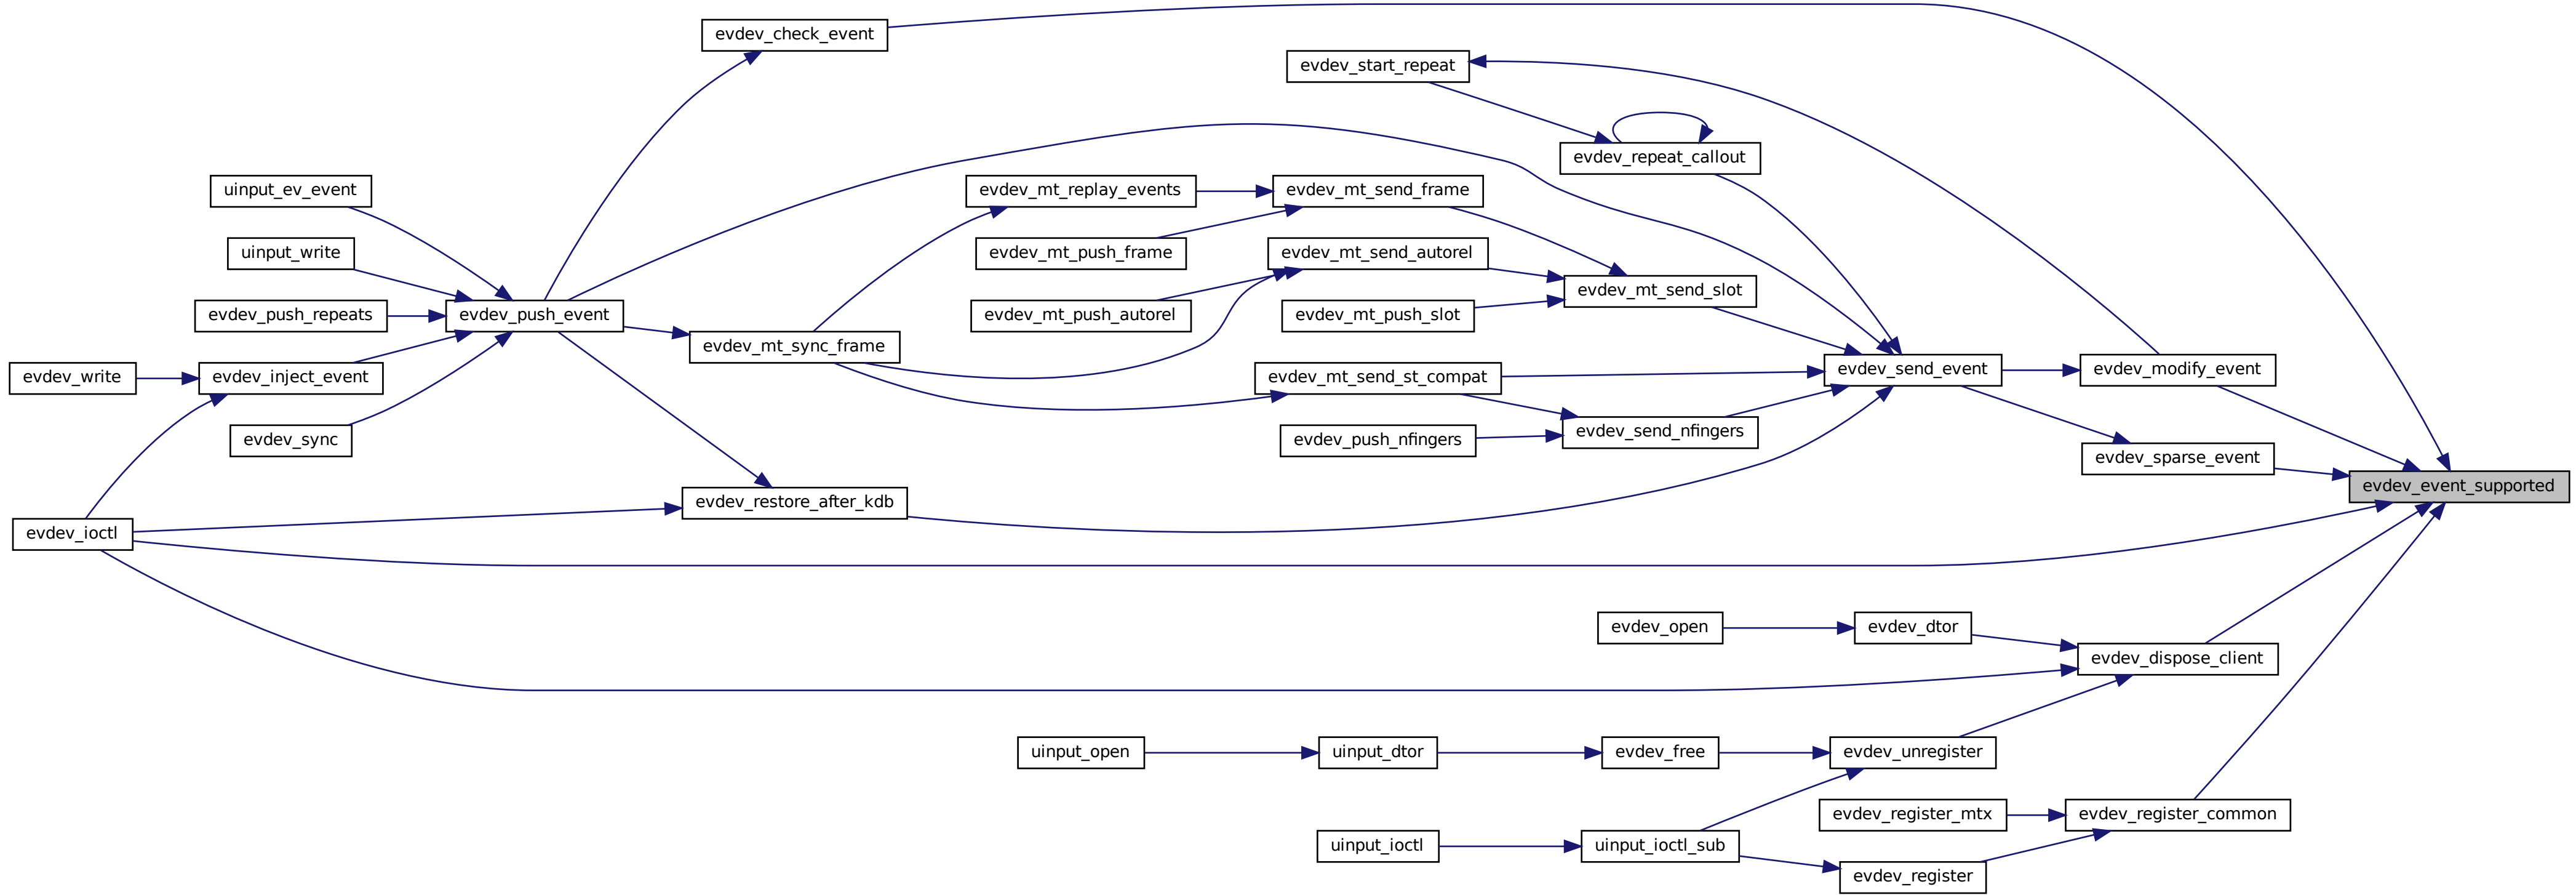 evdev_check_event
evdev_start_repeat
evdev_repeat_callout
uinput_ev_event
evdev_mt_replay_events
evdev_mt_send_frame
uinput_write
evdev_mt_push_frame
evdev_mt_send_autorel
evdev_mt_send_slot
evdev_push_repeats
evdev_push_event
evdev_mt_push_autorel
evdev_mt_push_slot
evdev_mt_sync_frame
evdev_write
evdev_inject_event
evdev_mt_send_st_compat
evdev_send_event
evdev_modify_event
evdev_sync
evdev_push_nfingers
evdev_send_nfingers
evdev_sparse_event
evdev_event_supported
evdev_restore_after_kdb
evdev_ioctl
evdev_open
evdev_dtor
evdev_dispose_client
uinput_open
uinput_dtor
evdev_free
evdev_unregister
evdev_register_mtx
evdev_register_common
uinput_ioctl
uinput_ioctl_sub
evdev_register